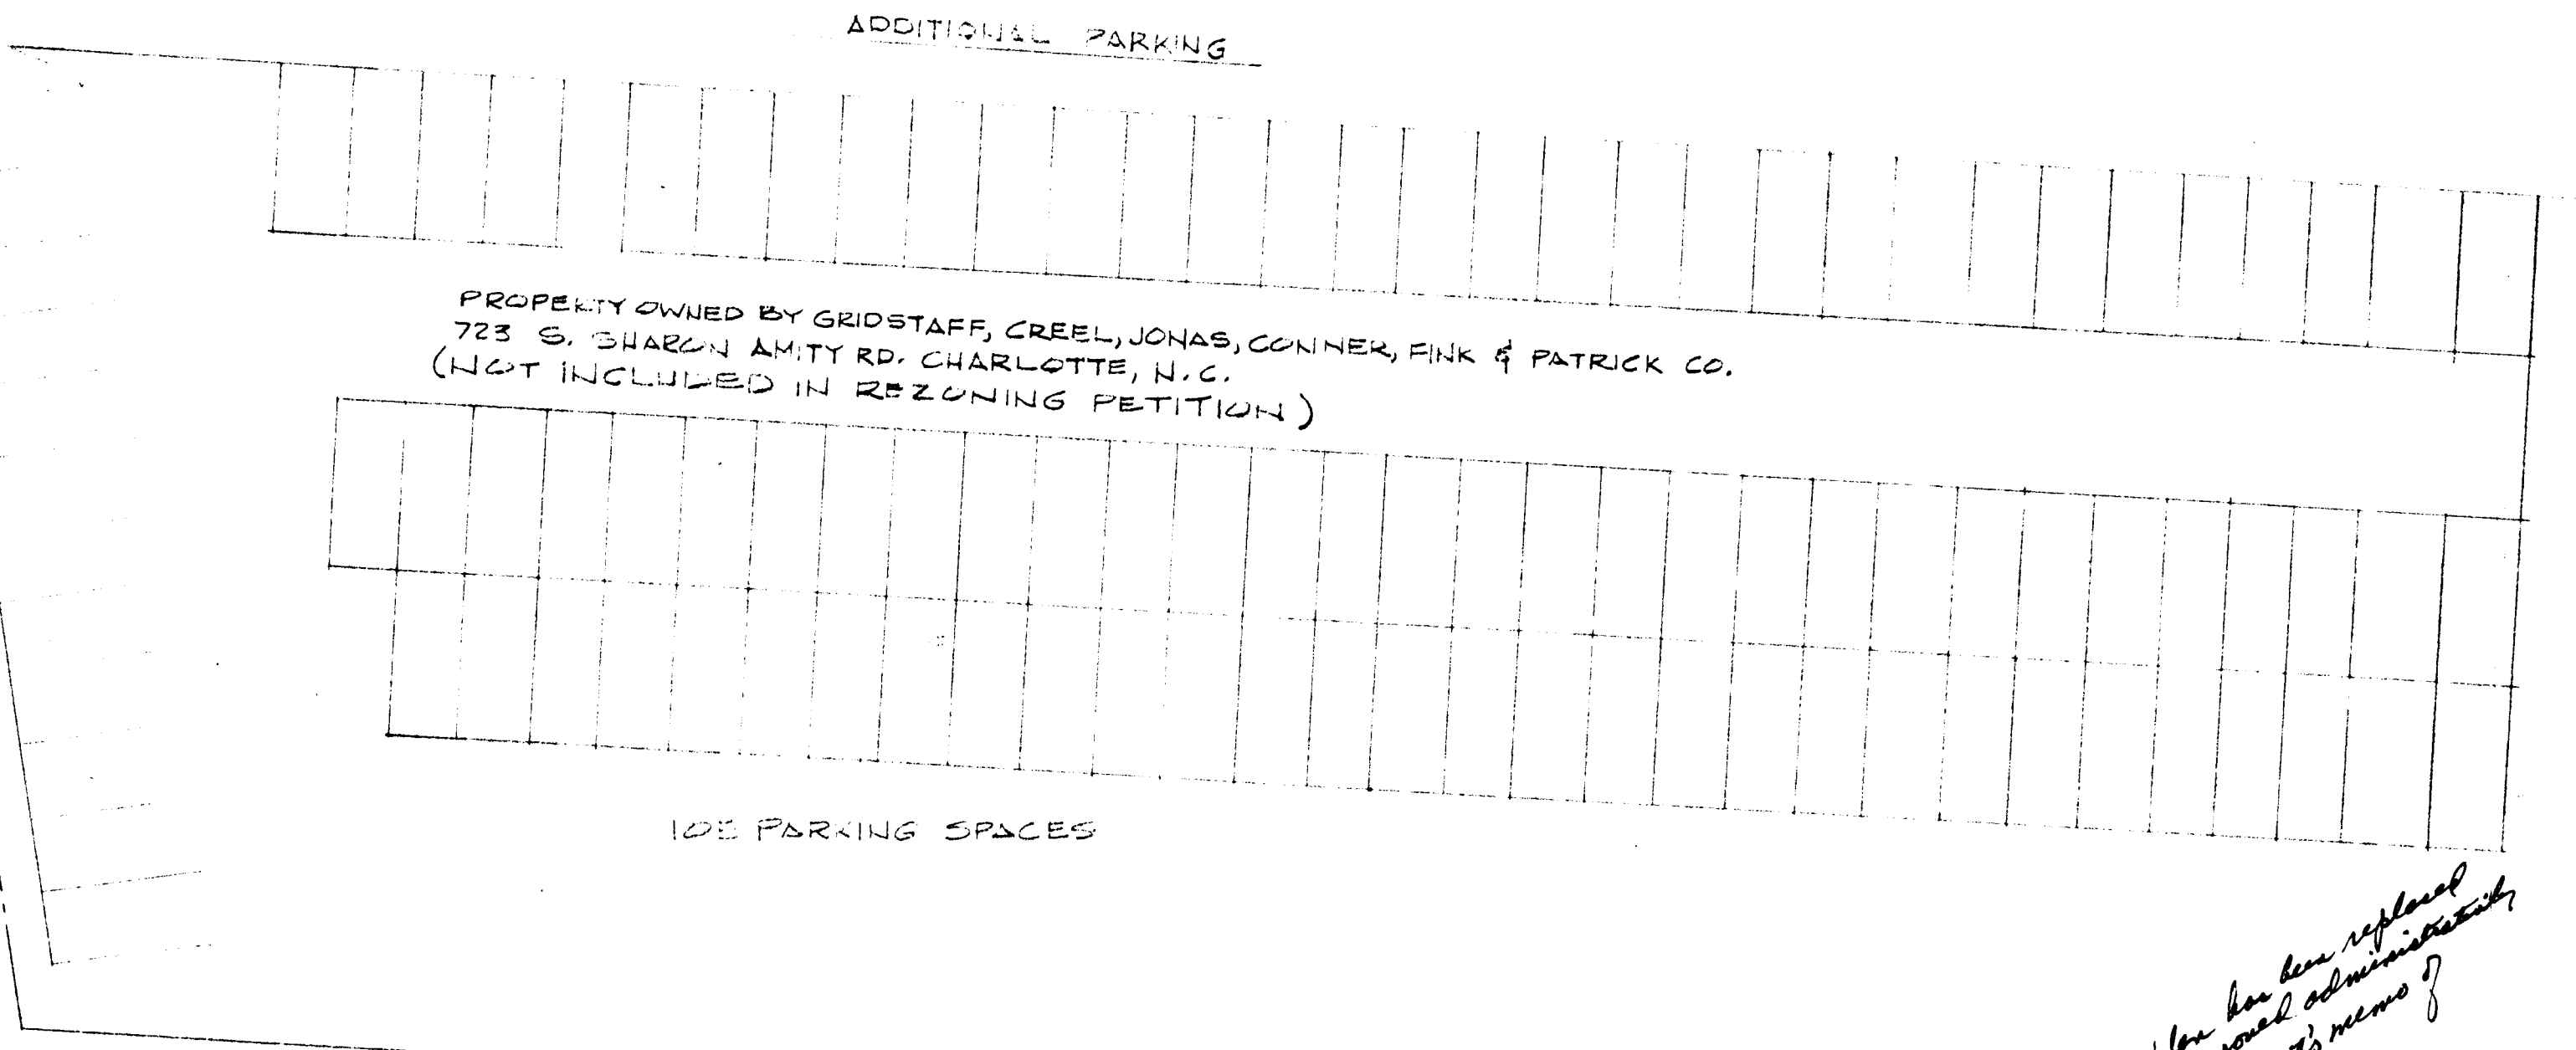 ADDITIONAL PARKING
PROPERTY OWNED BY GRIDSTAFF, CREEL, JONAS, CONNER, FINK & PATRICK CO.
723 S. SHARON AMITY RD. CHARLOTTE, N.C.
(NOT INCLUDED IN REZONING PETITION)
PARKING SPACES
has been replaced
administratively
memo of